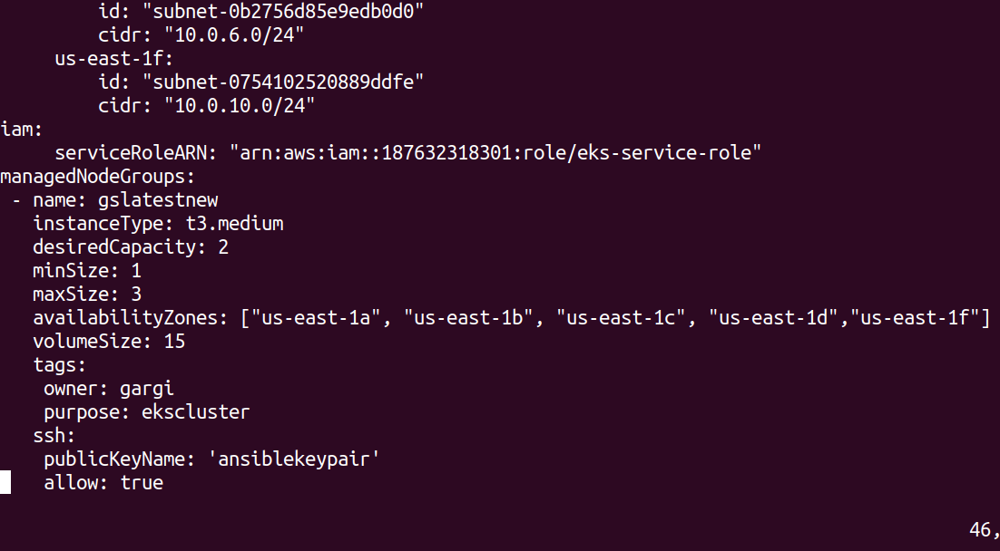 id: "subnet-0b2756d85e9edb0d0"
cidr: "10.0.6.0/24"
us-east-1f:
id: "subnet-0754102520889ddfe"
cidr: "10.0.10.0/24"
iam:
serviceRoleARN: "arn:aws:iam::187632318301:role/eks-service-role"
managedNodeGroups:
- name: gslatestnew
instanceType: t3.medium
desiredCapacity: 2
minSize: 1
maxSize: 3
availabilityZones: ["us-east-1a", "us-east-1b", "us-east-1c", "us-east-1d","us-east-1f"]
volumeSize: 15
tags:
owner: gargi
purpose: ekscluster
ssh:
publicKeyName: 'ansiblekeypair'
allow: true
46,